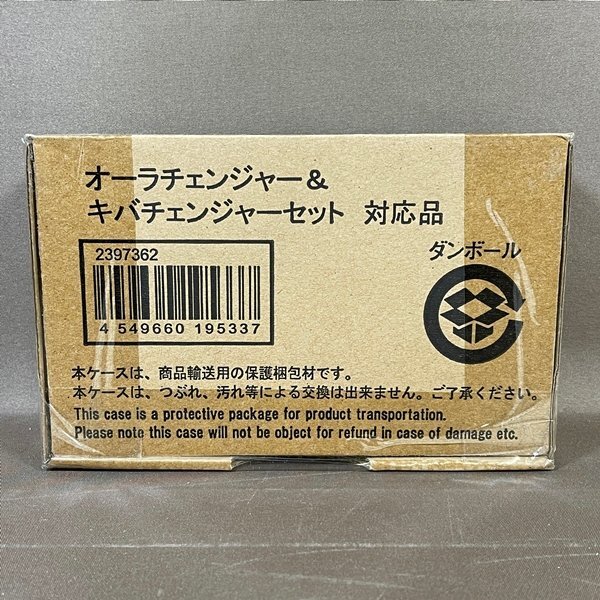 オーラチェンジャー＆
キバチェンジャーセット 対応品
2397362
4 549660 195337
ダンボール
本ケースは、商品輸送用の保護梱包材です。
本ケースは、つぶれ、汚れ等による交換は出来ません。ご了承ください。
This case is a protective package for product transportation.
Please note this case will not be object for refund in case of damage etc.